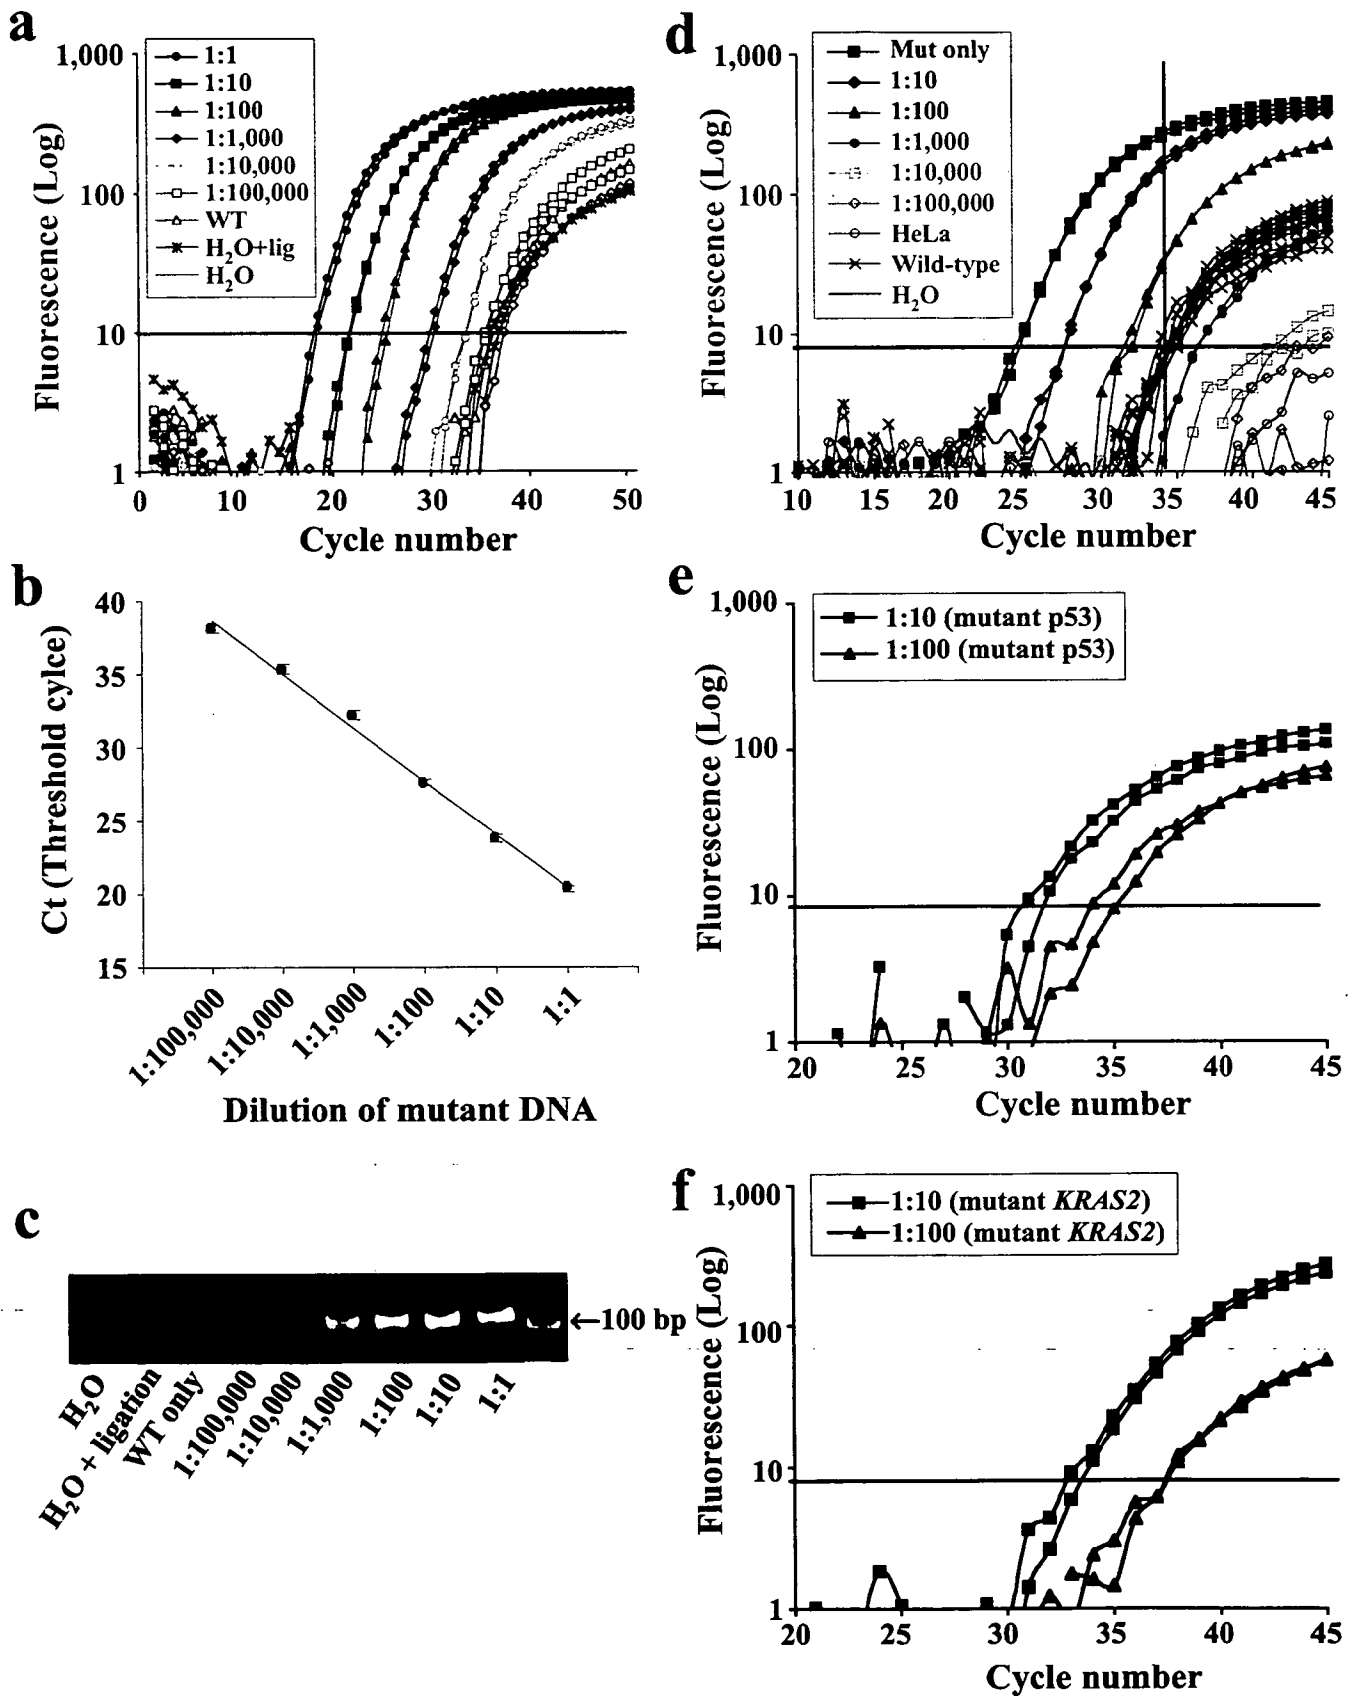 a
1,000
100
10
1
Fluorescence (Log)
1:1
1:10
1:100
1:1,000
1:10,000
1:100,000
WT
H2O+lig
H2O
0 10 20 30 40 50
Cycle number
b
40
35
30
25
20
15
Ct (Threshold cylce)
1:100,000 1:10,000 1:1,000 1:100 1:10 1:1
Dilution of mutant DNA
c
←100 bp
H2O H2O + ligation WT only 1:100,000 1:10,000 1:1,000 1:100 1:10 1:1
d
1,000
100
10
1
Fluorescence (Log)
Mut only
1:10
1:100
1:1,000
1:10,000
1:100,000
HeLa
Wild-type
H2O
10 15 20 25 30 35 40 45
Cycle number
e
1,000
100
10
1
Fluorescence (Log)
1:10 (mutant p53)
1:100 (mutant p53)
20 25 30 35 40 45
Cycle number
f
1,000
100
10
1
Fluorescence (Log)
1:10 (mutant KRAS2)
1:100 (mutant KRAS2)
20 25 30 35 40 45
Cycle number